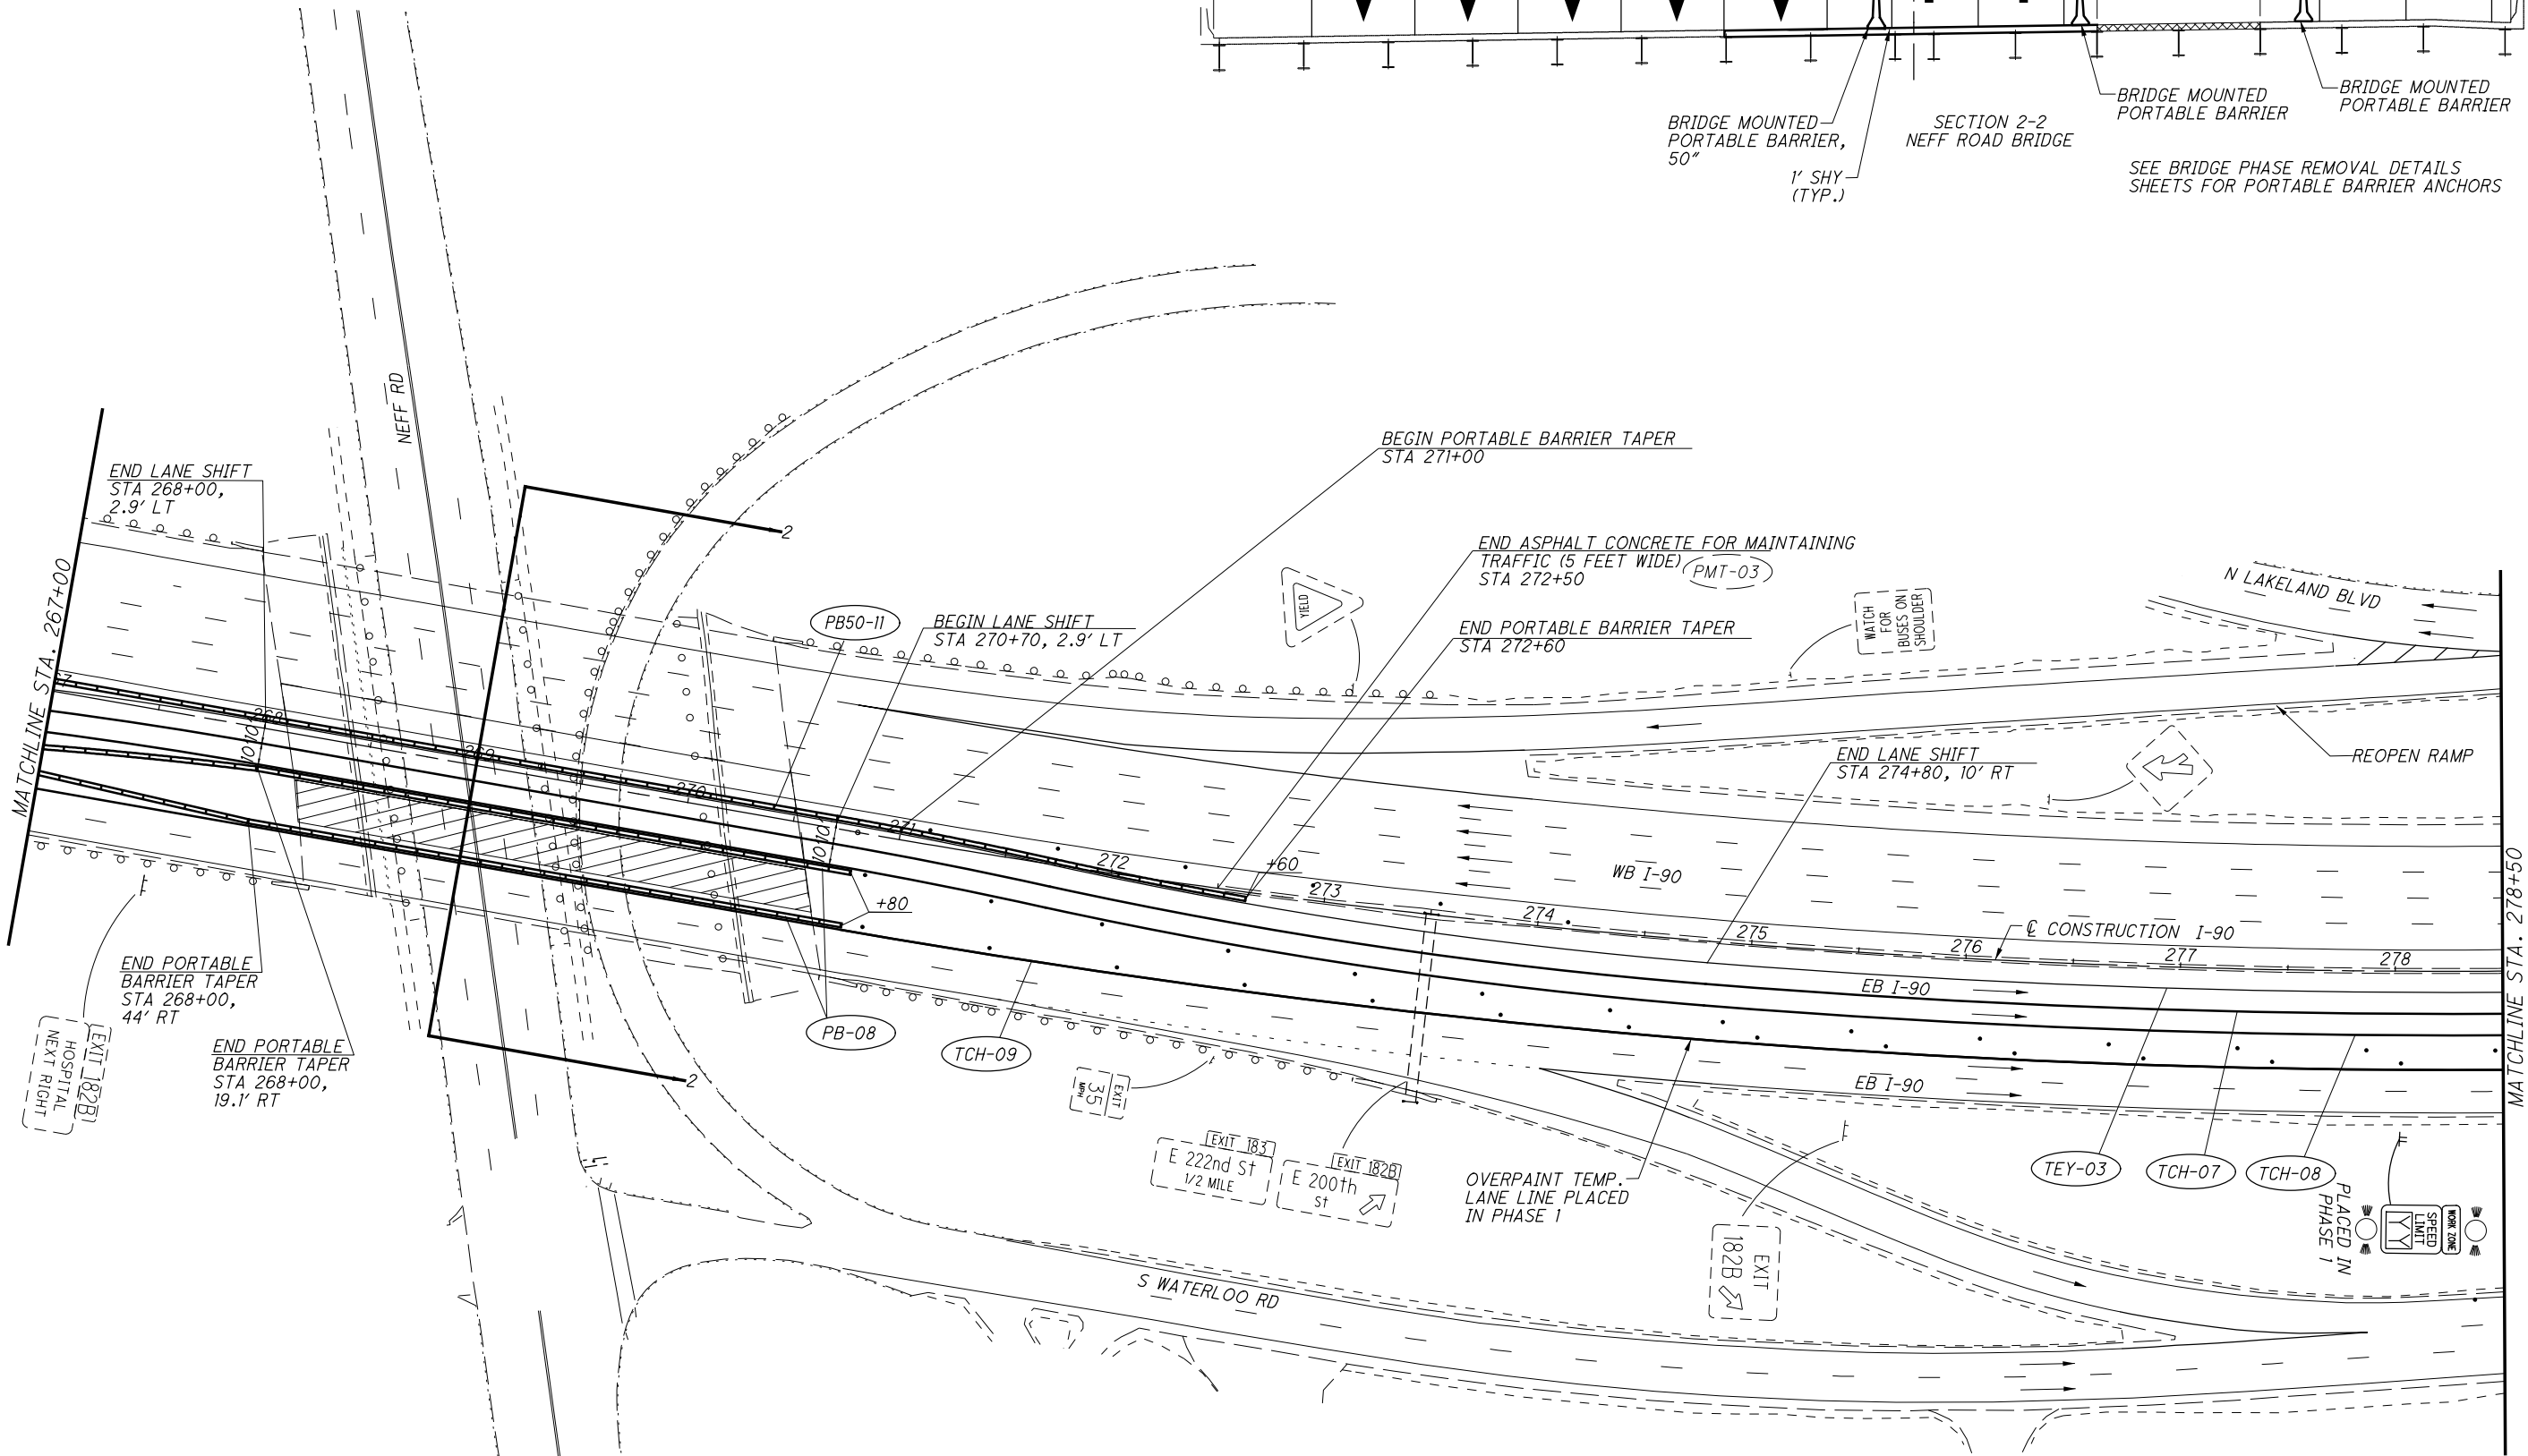 BRIDGE MOUNTED
PORTABLE BARRIER,
50"
1' SHY
(TYP.)
SECTION 2-2
NEFF ROAD BRIDGE
BRIDGE MOUNTED
PORTABLE BARRIER
BRIDGE MOUNTED
PORTABLE BARRIER
SEE BRIDGE PHASE REMOVAL DETAILS
SHEETS FOR PORTABLE BARRIER ANCHORS
NEFF RD
MATCHLINE STA. 267+00
END LANE SHIFT
STA 268+00,
2.9' LT
2
PB50-11
BEGIN LANE SHIFT
STA 270+70, 2.9' LT
BEGIN PORTABLE BARRIER TAPER
STA 271+00
END ASPHALT CONCRETE FOR MAINTAINING
TRAFFIC (5 FEET WIDE)
PMT-03
STA 272+50
END PORTABLE BARRIER TAPER
STA 272+60
YIELD
WATCH
FOR
BUSES ON
SHOULDER
N LAKELAND BLVD
REOPEN RAMP
END LANE SHIFT
STA 274+80, 10' RT
268
269
270
271
272
+60
273
274
275
276
277
278
10
10
10
10
+80
WB I-90
℄ CONSTRUCTION I-90
EB I-90
EB I-90
MATCHLINE STA. 278+50
END PORTABLE
BARRIER TAPER
STA 268+00,
44' RT
END PORTABLE
BARRIER TAPER
STA 268+00,
19.1' RT
EXIT 182B
HOSPITAL
NEXT RIGHT
2
PB-08
TCH-09
EXIT
35
MPH
EXIT 183
E 222nd St
1/2 MILE
EXIT 182B
E 200th
St
OVERPAINT TEMP.
LANE LINE PLACED
IN PHASE 1
EXIT
182B
TEY-03
TCH-07
TCH-08
PLACED IN
PHASE 1
WORK ZONE
SPEED
LIMIT
YY
S WATERLOO RD